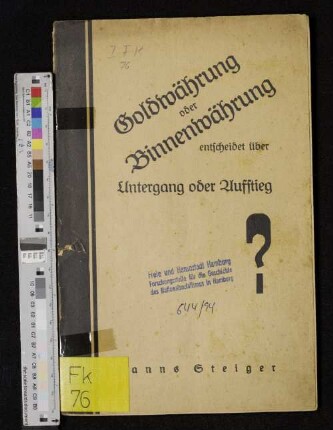 Goldwährung
oder
Binnenwährung
entscheidet über
Untergang oder Aufstieg
?
Freie und Hansestadt Hamburg
Forschungsstelle für die Geschichte
des Nationalsozialismus in Hamburg
644/74
Fk
76
anns Steiger